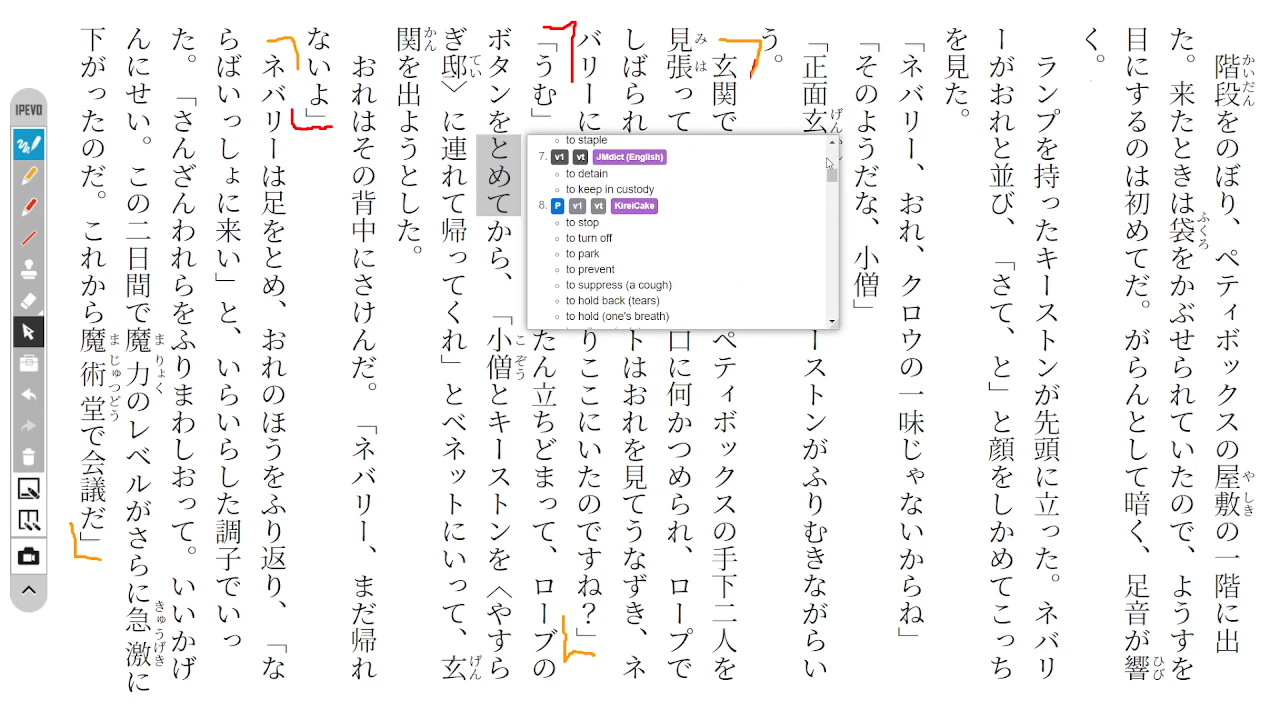 階段をのぼり、ペティボックスの屋敷の一階に出
た。来たときは袋をかぶせられていたので、ようすを
目にするのは初めてだ。がらんとして暗く、足音が響
く。
ランプを持ったキーストンが先頭に立った。ネバリ
ーがおれと並び、「さて、と」と顔をしかめてこっち
を見た。
「ネバリー、おれ、クロウの一味じゃないからね」
「そのようだな、小僧」
「正面玄 ーストンがふりむきながらい
う。
玄関で ペティボックスの手下二人を
見張って 口に何かつめられ、ロープで
しばられ トはおれを見てうなずき、ネ
バリーに りここにいたのですね？」
「うむ」 たん立ちどまって、ローブの
ボタンをとめてから、「小僧とキーストンを〈やすら
ぎ邸〉に連れて帰ってくれ」とベネットにいって、玄
関を出ようとした。
おれはその背中にさけんだ。「ネバリー、まだ帰れ
ないよ」
ネバリーは足をとめ、おれのほうをふり返り、「な
らばいっしょに来い」と、いらいらした調子でいっ
た。「さんざんわれらをふりまわしおって。いいかげ
んにせい。この二日間で魔力のレベルがさらに急激に
下がったのだ。これから魔術堂で会議だ」
to staple
7. v1 vt JMdict (English)
to detain
to keep in custody
8. P v1 vt KireiCake
to stop
to turn off
to park
to prevent
to suppress (a cough)
to hold back (tears)
to hold (one's breath)
IPEVO